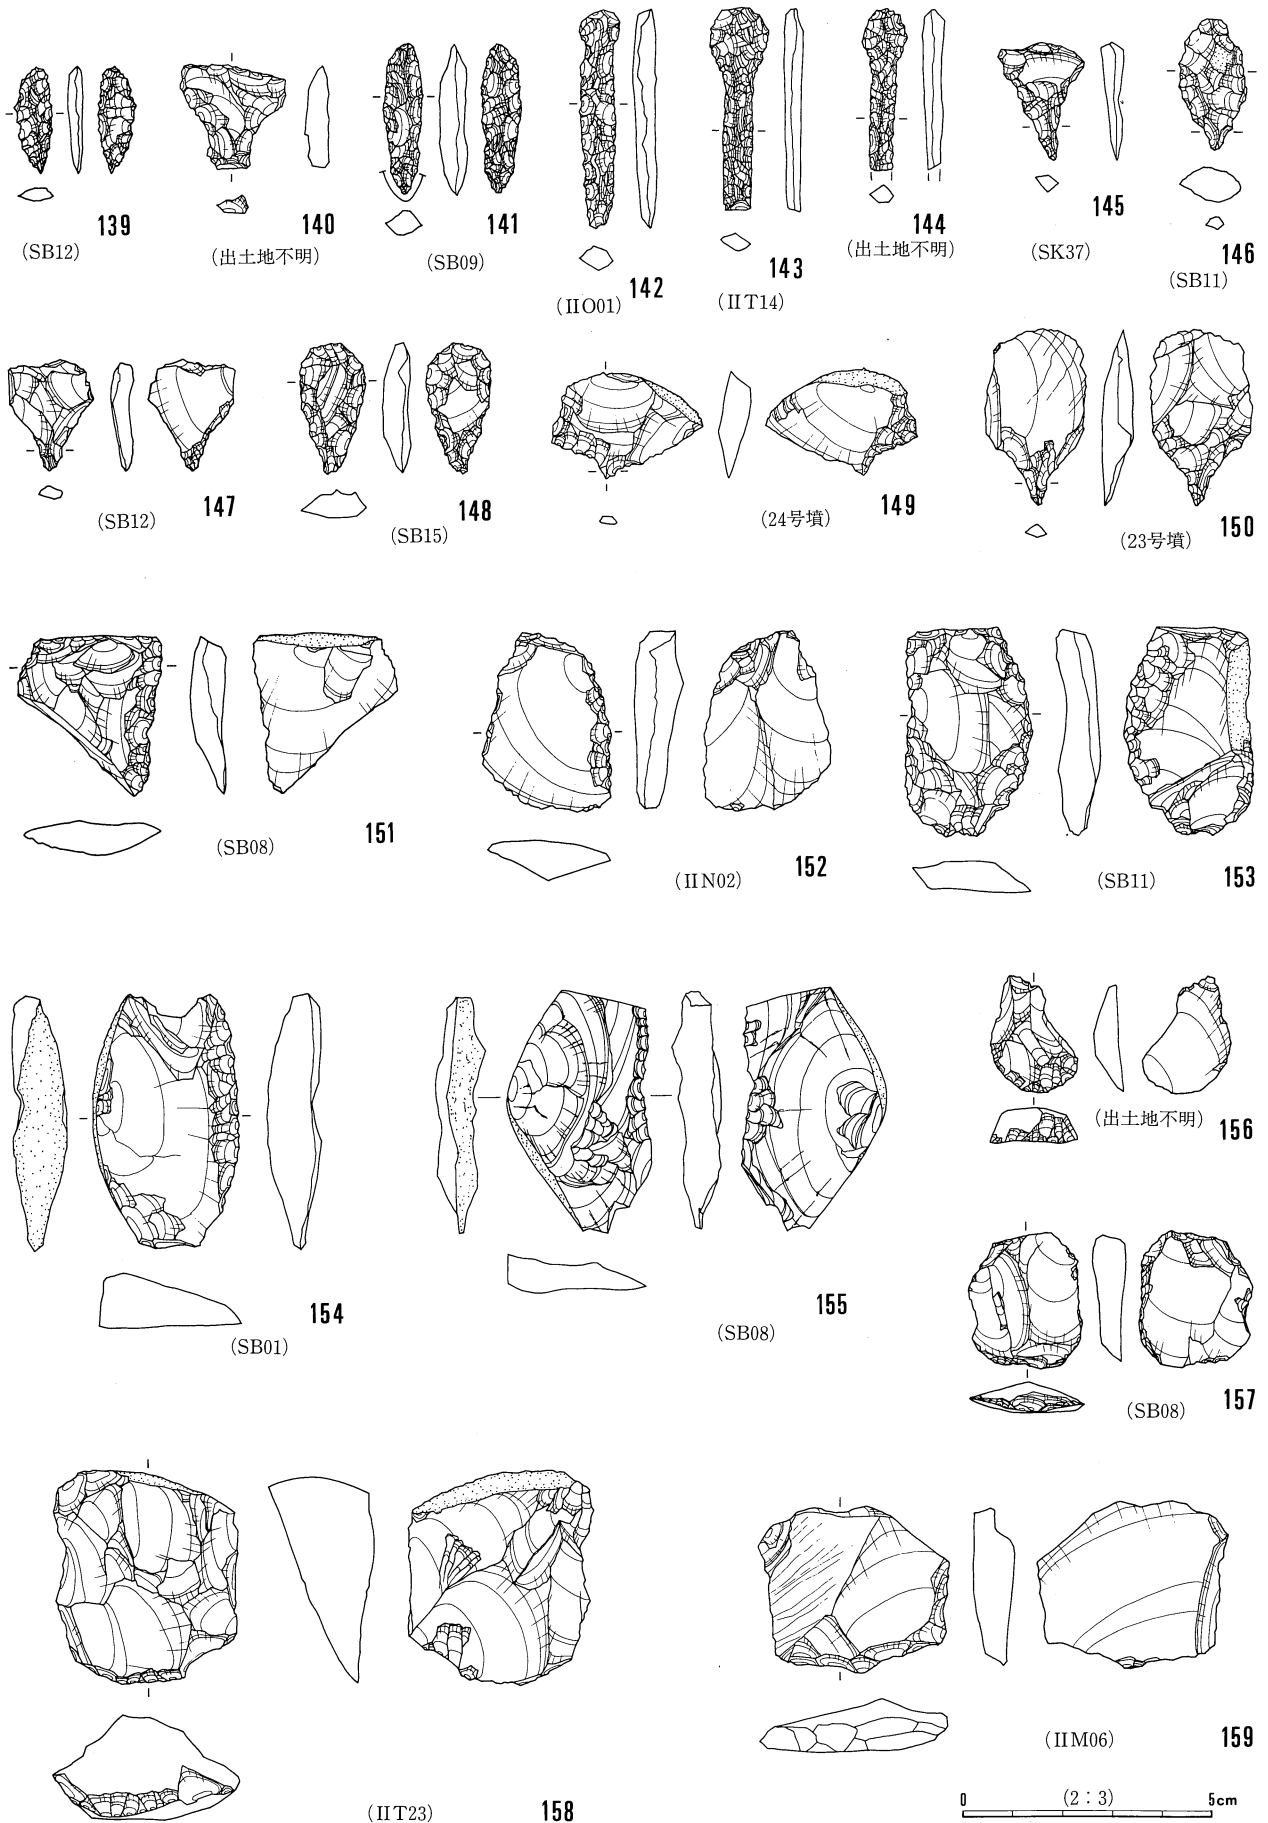 139
(SB12)
140
(出土地不明)
141
(SB09)
142
(IIO01)
143
(IIT14)
144
(出土地不明)
145
(SK37)
146
(SB11)
147
(SB12)
148
(SB15)
149
(24号墳)
150
(23号墳)
151
(SB08)
152
(IIN02)
153
(SB11)
154
(SB01)
155
(SB08)
156
(出土地不明)
157
(SB08)
158
(IIT23)
159
(IIM06)
(2:3)
0 5cm